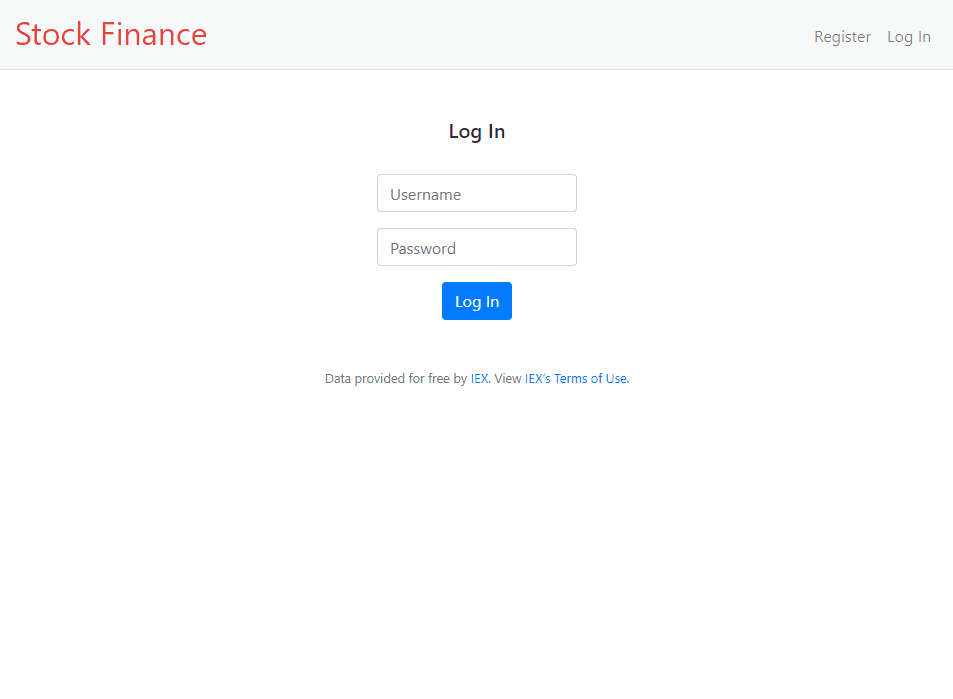 Stock Finance
Register Log In
Log In
Username
Password
Log In
Data provided for free by IEX. View IEX's Terms of Use.